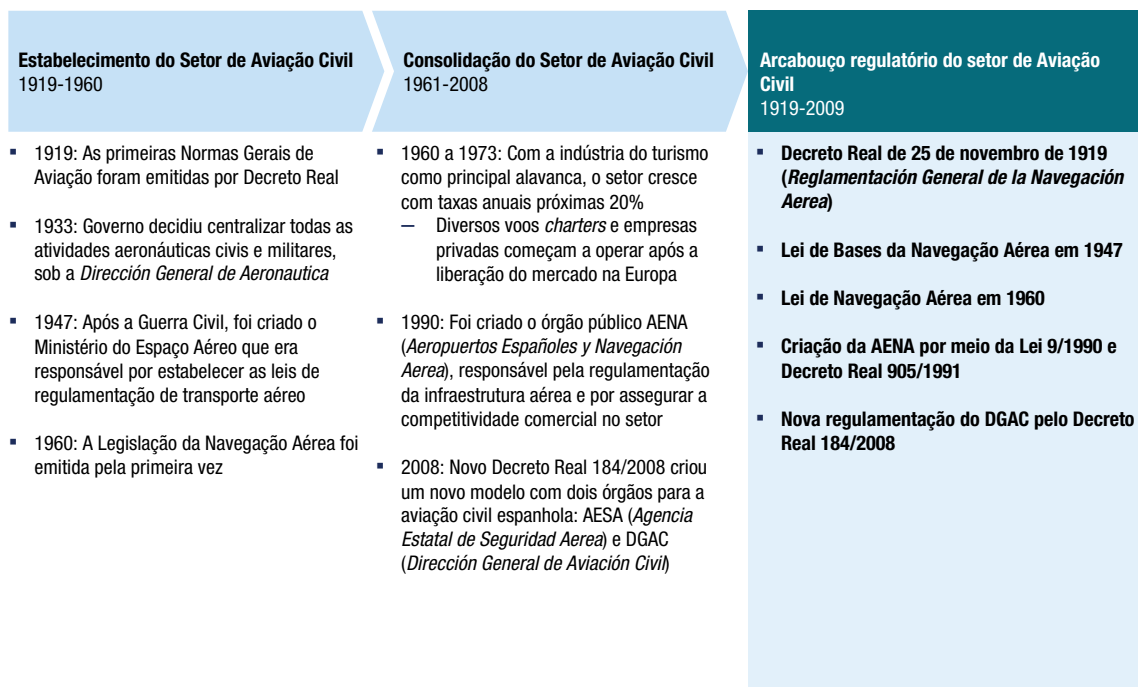 Estabelecimento do Setor de Aviação Civil
1919-1960
▪ 1919: As primeiras Normas Gerais de
Aviação foram emitidas por Decreto Real
▪ 1933: Governo decidiu centralizar todas as
atividades aeronáuticas civis e militares,
sob a Dirección General de Aeronautica
▪ 1947: Após a Guerra Civil, foi criado o
Ministério do Espaço Aéreo que era
responsável por estabelecer as leis de
regulamentação de transporte aéreo
▪ 1960: A Legislação da Navegação Aérea foi
emitida pela primeira vez
Consolidação do Setor de Aviação Civil
1961-2008
▪ 1960 a 1973: Com a indústria do turismo
como principal alavanca, o setor cresce
com taxas anuais próximas 20%
— Diversos voos charters e empresas
privadas começam a operar após a
liberação do mercado na Europa
▪ 1990: Foi criado o órgão público AENA
(Aeropuertos Españoles y Navegación
Aerea), responsável pela regulamentação
da infraestrutura aérea e por assegurar a
competitividade comercial no setor
▪ 2008: Novo Decreto Real 184/2008 criou
um novo modelo com dois órgãos para a
aviação civil espanhola: AESA (Agencia
Estatal de Seguridad Aerea) e DGAC
(Dirección General de Aviación Civil)
Arcabouço regulatório do setor de Aviação
Civil
1919-2009
▪ Decreto Real de 25 de novembro de 1919
(Reglamentación General de la Navegación
Aerea)
▪ Lei de Bases da Navegação Aérea em 1947
▪ Lei de Navegação Aérea em 1960
▪ Criação da AENA por meio da Lei 9/1990 e
Decreto Real 905/1991
▪ Nova regulamentação do DGAC pelo Decreto
Real 184/2008